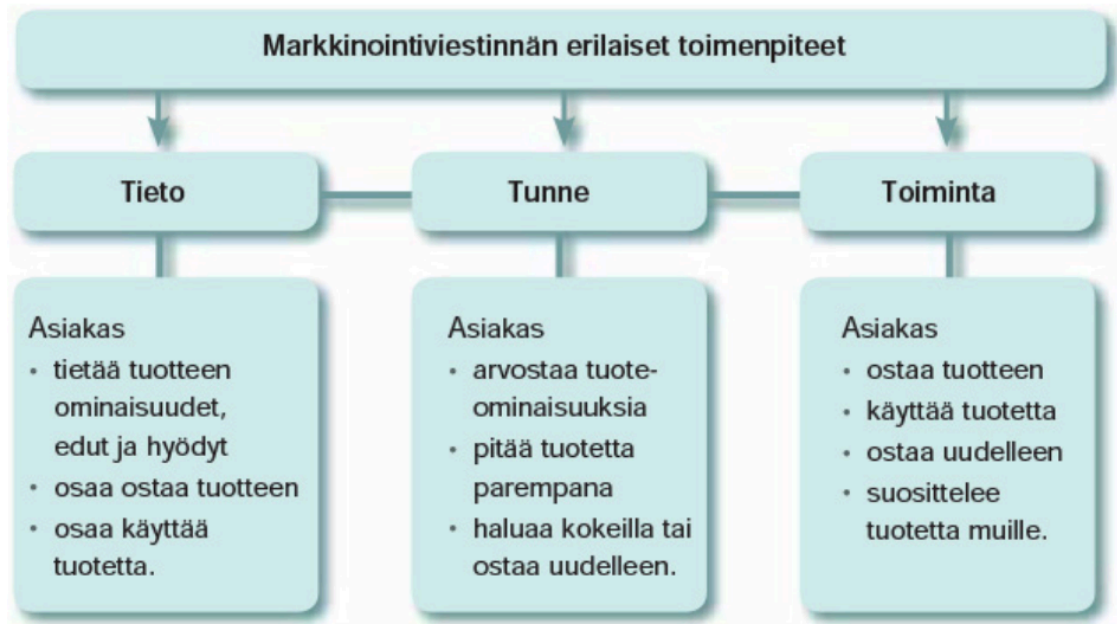 Markkinointiviestinnän erilaiset toimenpiteet
Tieto
Tunne
Toiminta
Asiakas
• tietää tuotteen
ominaisuudet,
edut ja hyödyt
• osaa ostaa tuotteen
• osaa käyttää
tuotetta.
Asiakas
• arvostaa tuote-
ominaisuuksia
• pitää tuotetta
parempana
• haluaa kokeilla tai
ostaa uudelleen.
Asiakas
• ostaa tuotteen
• käyttää tuotetta
• ostaa uudelleen
• suosittelee
tuotetta muille.